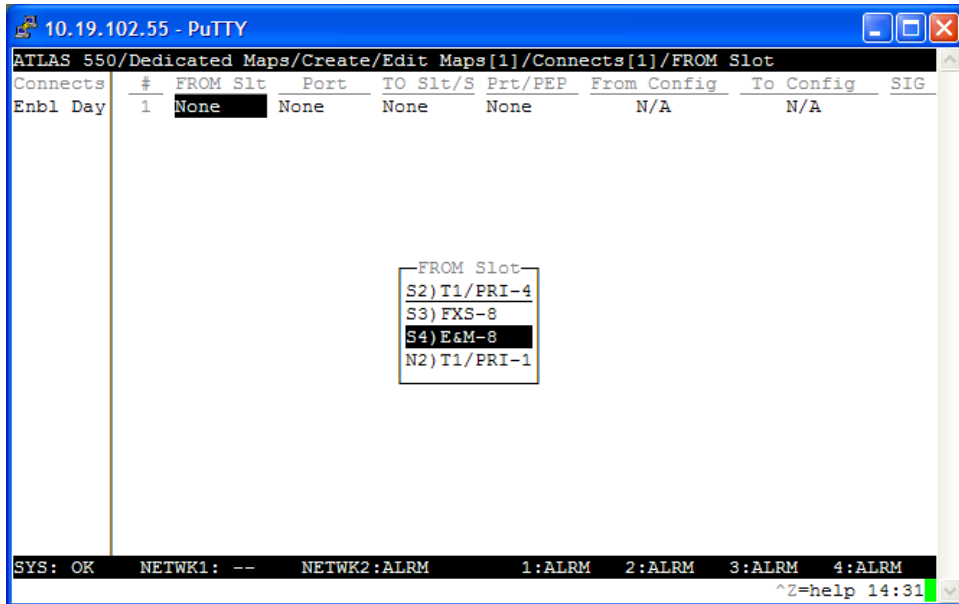 10.19.102.55 - PuTTY
ATLAS 550/Dedicated Maps/Create/Edit Maps[1]/Connects[1]/FROM Slot
Connects # FROM Slt Port TO Slt/S Prt/PEP From Config To Config SIG
Enbl Day 1 None None None None N/A N/A
FROM Slot
S2)T1/PRI-4
S3)FXS-8
S4)E&M-8
N2)T1/PRI-1
SYS: OK NETWK1: -- NETWK2:ALRM 1:ALRM 2:ALRM 3:ALRM 4:ALRM
^Z=help 14:31